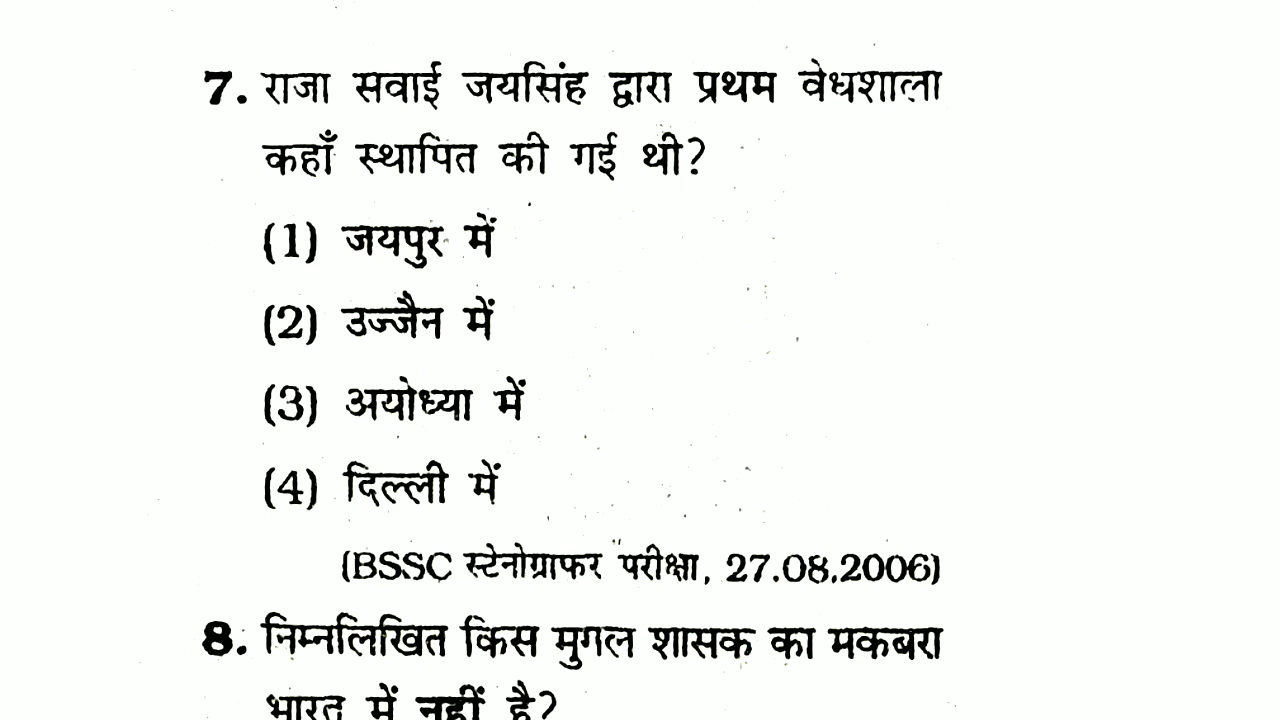 7. राजा सवाई जयसिंह द्वारा प्रथम वेधशाला
कहाँ स्थापित की गई थी?
(1) जयपुर में
(2) उज्जैन में
(3) अयोध्या में
(4) दिल्ली में
(BSSC स्टेनोग्राफर परीक्षा, 27.08.2006)
8. निम्नलिखित किस मुगल शासक का मकबरा
भारत में नहीं है?